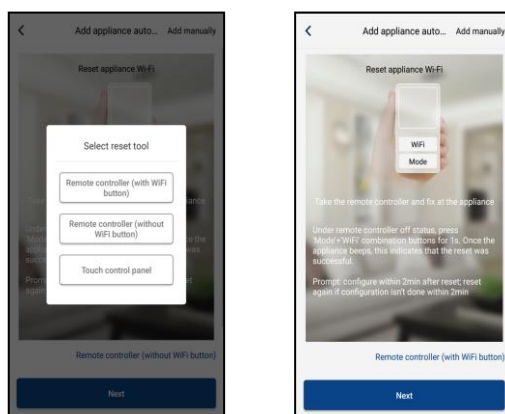 Add appliance auto... Add manually
Reset appliance Wi-Fi
Select reset tool
Remote controller (with WiFi
button)
Remote controller (without
WiFi button)
Touch control panel
Remote controller (without WiFi button)
Next
Add appliance auto... Add manually
Reset appliance Wi-Fi
WiFi
Mode
Take the remote controller and fix at the appliance
Under remote controller off status, press
'Mode'+'WiFi' combination buttons for 1s. Once the
appliance beeps, this indicates that the reset was
successful.
Prompt: configure within 2min after reset; reset
again if configuration isn't done within 2min
Remote controller (with WiFi button)
Next